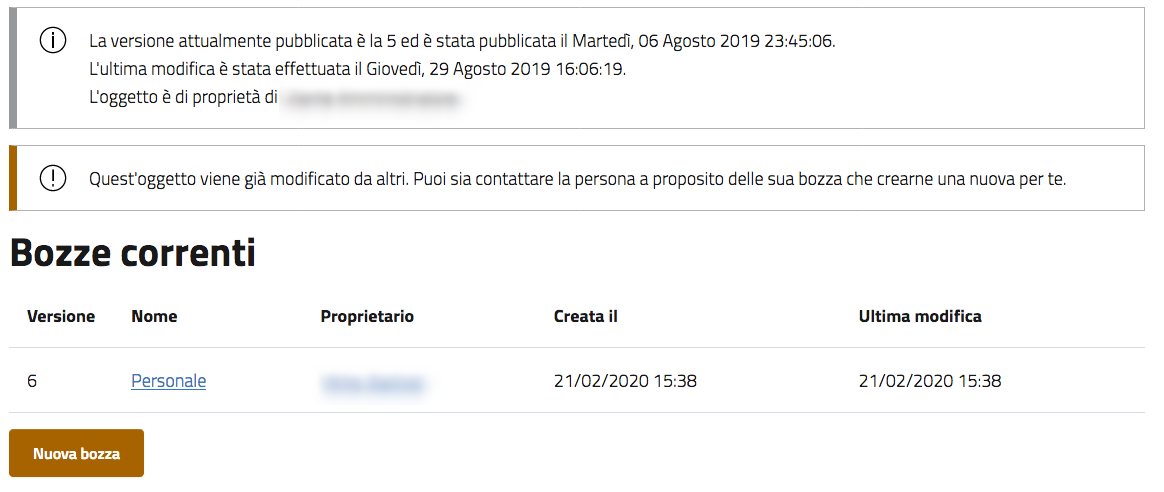 La versione attualmente pubblicata è la 5 ed è stata pubblicata il Martedì, 06 Agosto 2019 23:45:06.
L'ultima modifica è stata effettuata il Giovedì, 29 Agosto 2019 16:06:19.
L'oggetto è di proprietà di
Quest'oggetto viene già modificato da altri. Puoi sia contattare la persona a proposito delle sua bozza che crearne una nuova per te.
Bozze correnti
Versione Nome Proprietario Creata il Ultima modifica
6 Personale 21/02/2020 15:38 21/02/2020 15:38
Nuova bozza